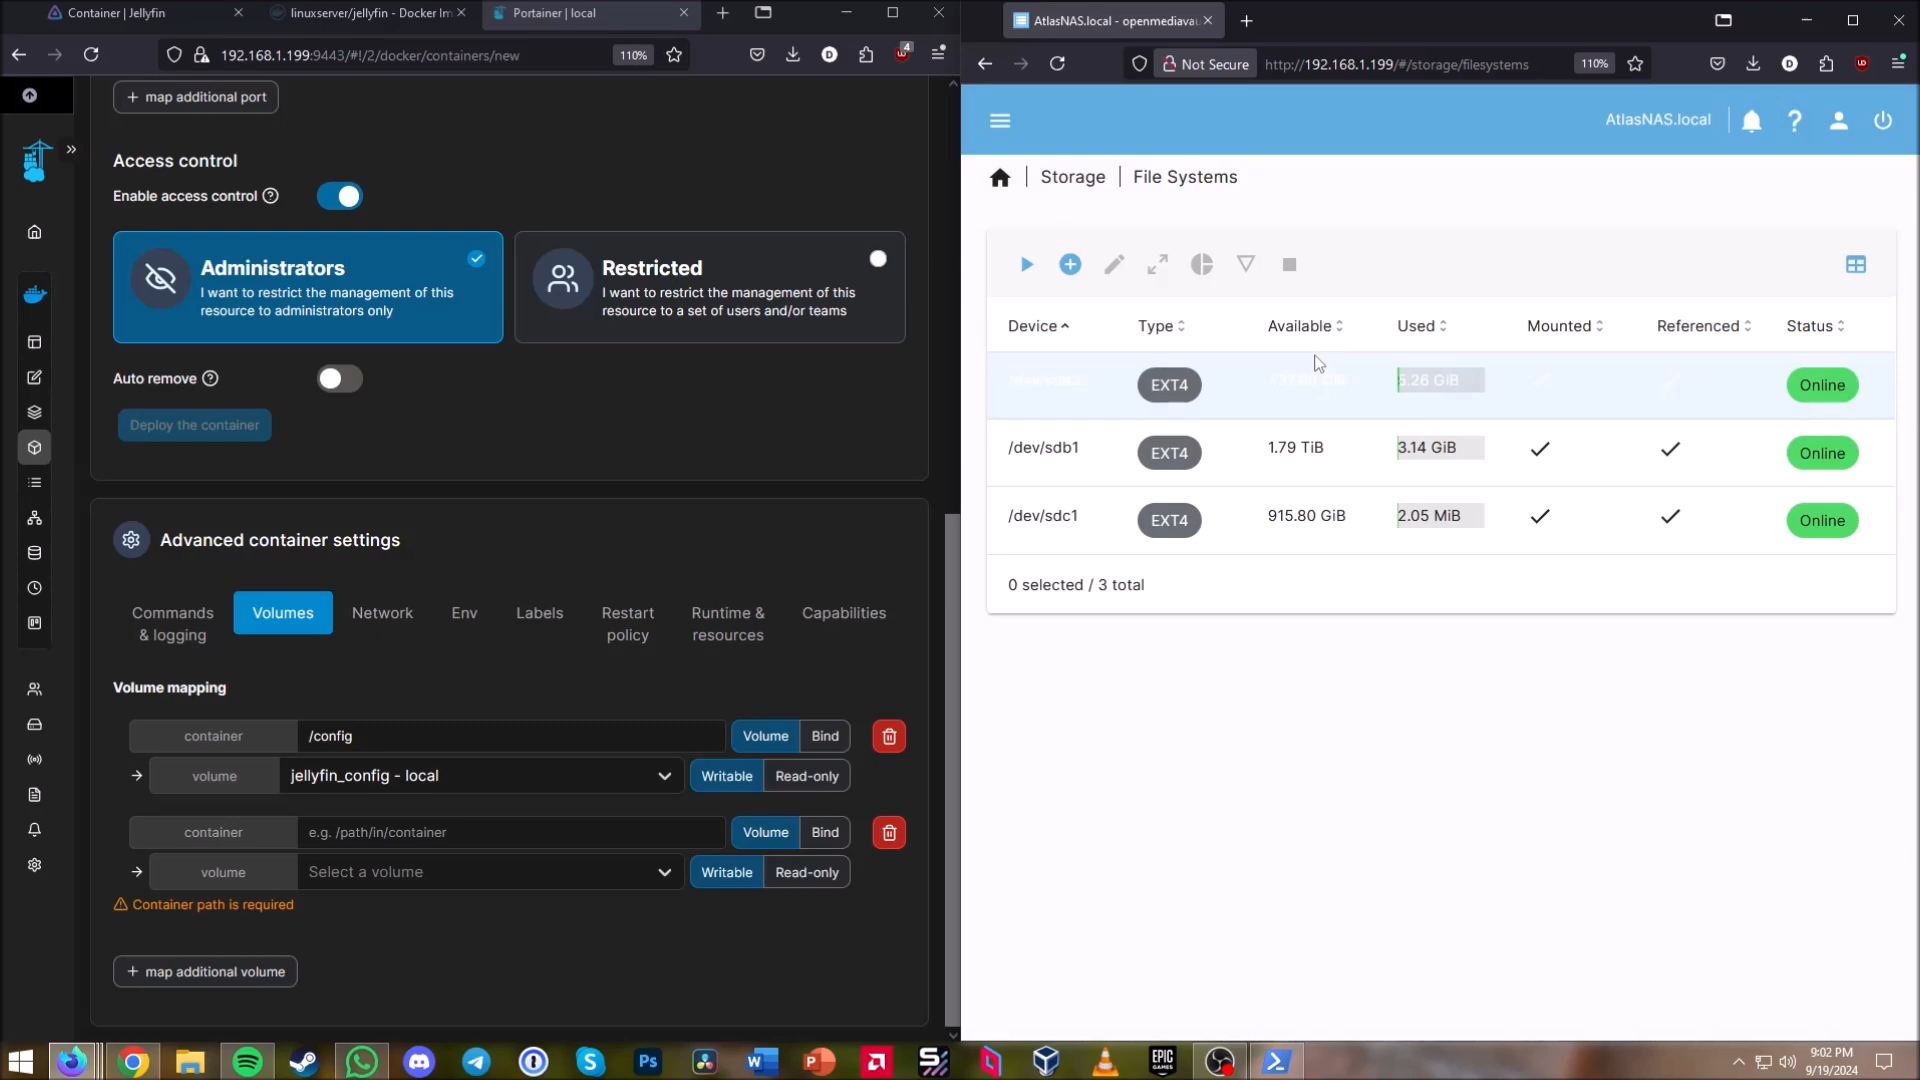 Container | Jellyfin
linuxserver/jellyfin - Docker Im
Portainer | local
192.168.1.199:9443/#!/2/docker/containers/new
110%
4
map additional port
Access control
Enable access control
Administrators
I want to restrict the management of this
resource to administrators only
Restricted
I want to restrict the management of this
resource to a set of users and/or teams
Auto remove
Deploy the container
Advanced container settings
Commands
& logging
Volumes
Network
Env
Labels
Restart
policy
Runtime &
resources
Capabilities
Volume mapping
container
/config
Volume
Bind
volume
jellyfin_config - local
Writable
Read-only
container
e.g. /path/in/container
Volume
Bind
volume
Select a volume
Writable
Read-only
Container path is required
map additional volume
AtlasNAS.local - openmediavau
Not Secure
http://192.168.1.199/#/storage/filesystems
110%
AtlasNAS.local
Storage
File Systems
Device
Type
Available
Used
Mounted
Referenced
Status
EXT4
5.26 GiB
Online
/dev/sdb1
EXT4
1.79 TiB
3.14 GiB
Online
/dev/sdc1
EXT4
915.80 GiB
2.05 MiB
Online
0 selected / 3 total
Ps
W
P
EPIC
GAMES
9:02 PM
9/19/2024